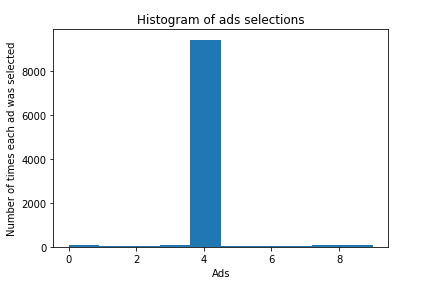 Histogram of ads selections
Number of times each ad was selected
8000
6000
4000
2000
0
0 2 4 6 8
Ads